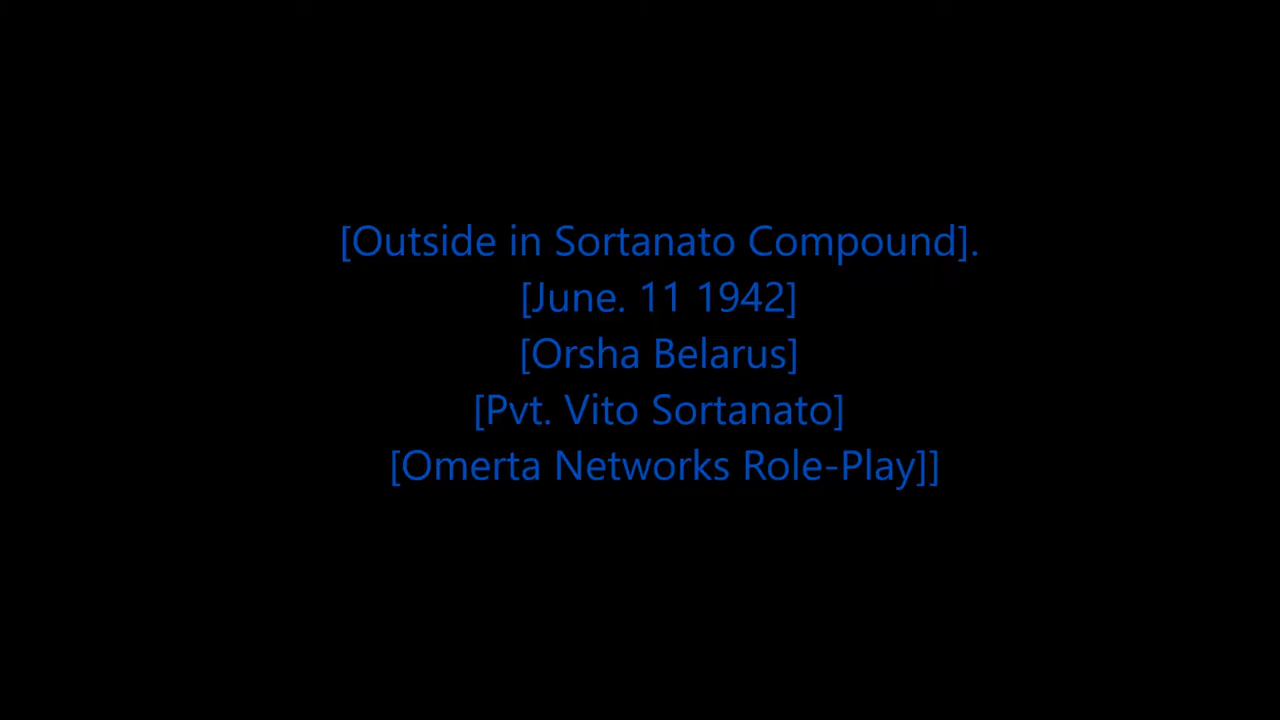 [Outside in Sortanato Compound].
[June. 11 1942]
[Orsha Belarus]
[Pvt. Vito Sortanato]
[Omerta Networks Role-Play]]